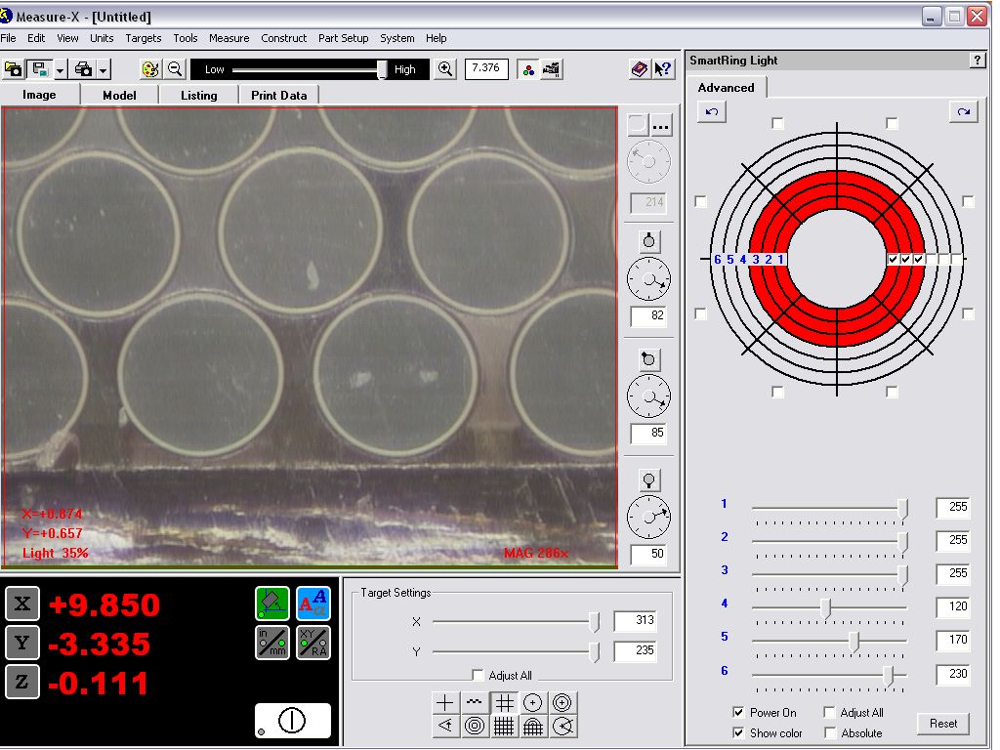 Measure-X - [Untitled]
File Edit View Units Targets Tools Measure Construct Part Setup System Help
Low High 7.376
SmartRing Light ?
Image Model Listing Print Data
Advanced
214
6 5 4 3 2 1
82
85
50
X=+0.874
Y=+0.657
Light 35%
MAG 286x
1 255
2 255
3 255
4 120
5 170
6 230
Power On Adjust All
Show color Absolute
Reset
X +9.850
Y -3.335
Z -0.111
A A α
in mm
XY RA
Target Settings
X 313
Y 235
Adjust All